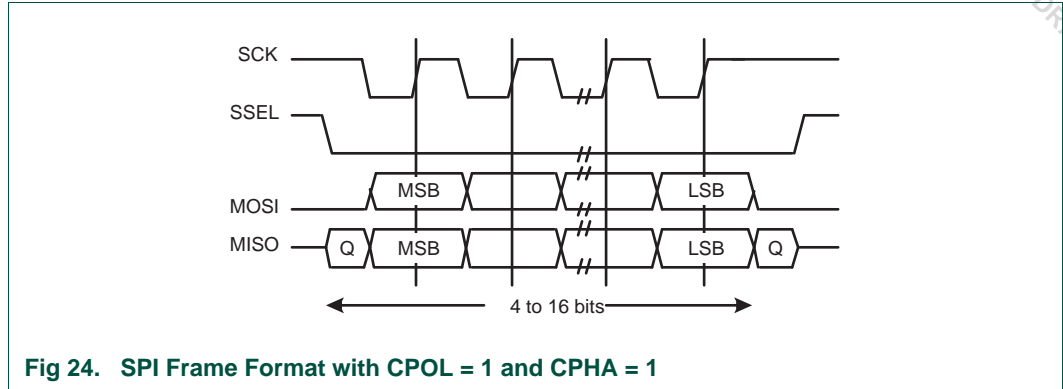 SCK
SSEL
MOSI MSB LSB
MISO Q MSB LSB Q
4 to 16 bits
Fig 24. SPI Frame Format with CPOL = 1 and CPHA = 1